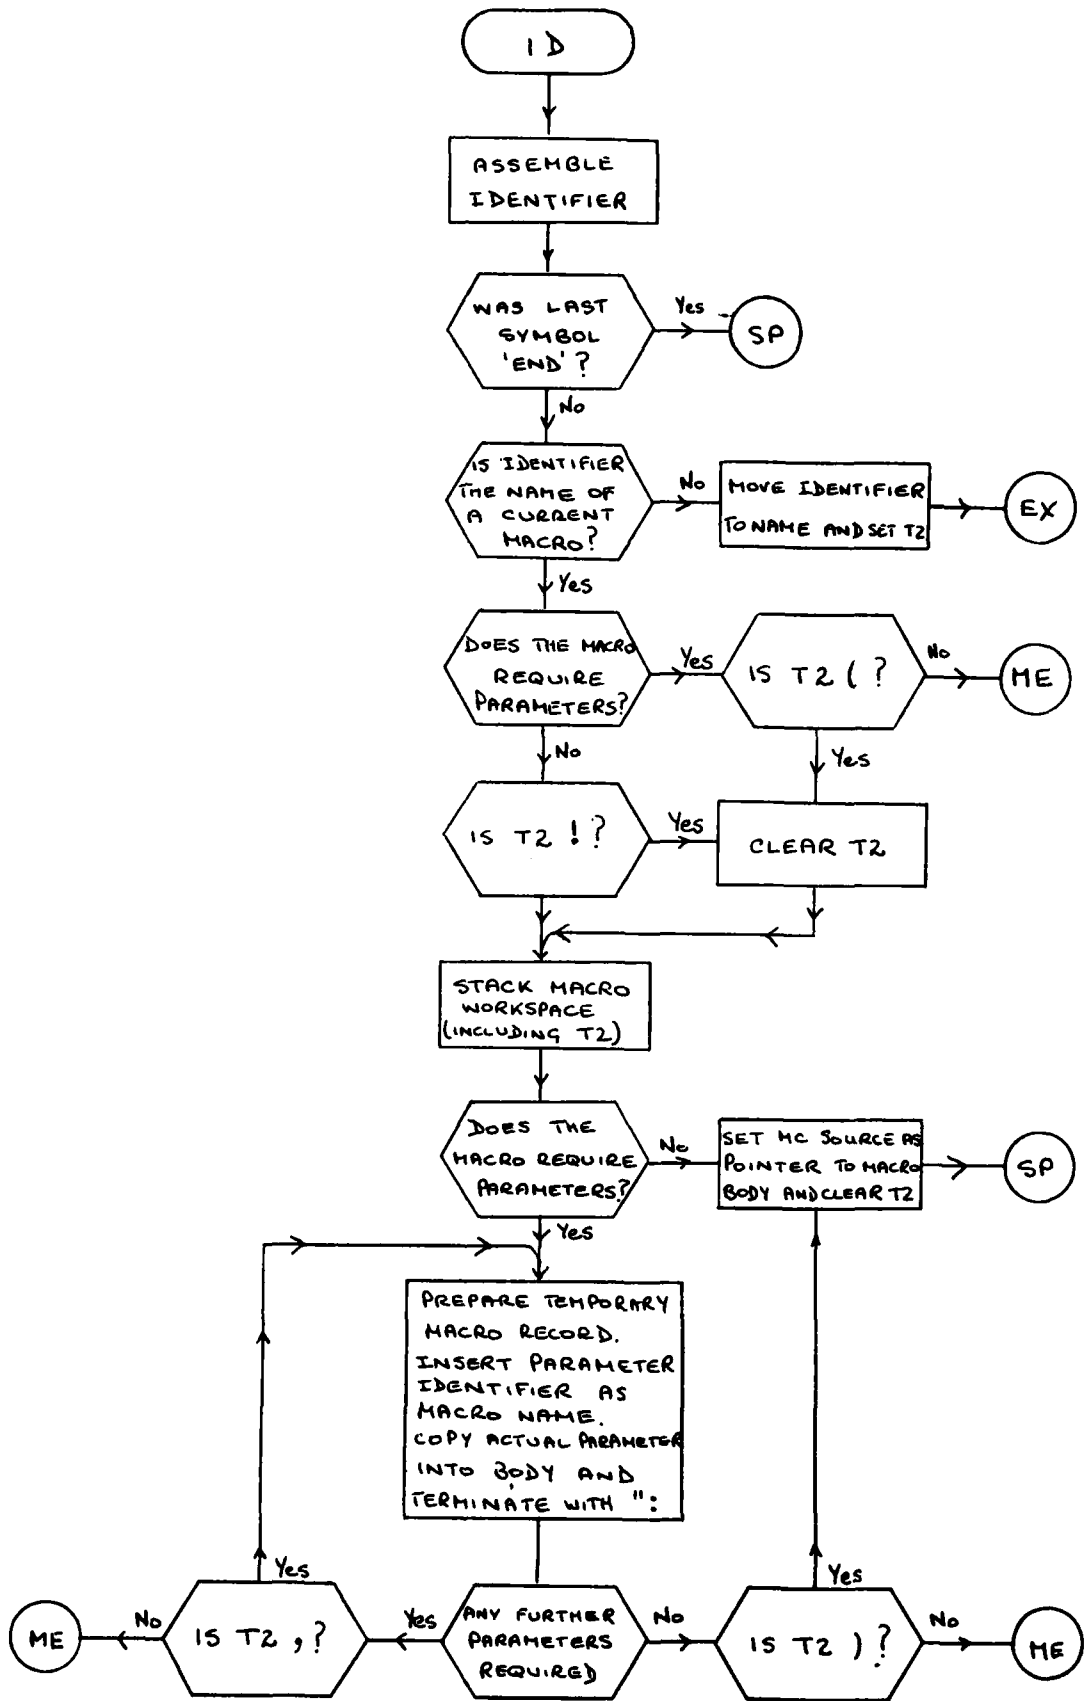 ID
ASSEMBLE
IDENTIFIER
WAS LAST
SYMBOL
'END'?
Yes
SP
No
IS IDENTIFIER
THE NAME OF
A CURRENT
MACRO?
No
MOVE IDENTIFIER
TO NAME AND SET T2
EX
Yes
DOES THE MACRO
REQUIRE
PARAMETERS?
Yes
IS T2 ( ?
No
ME
No
Yes
IS T2 ! ?
Yes
CLEAR T2
STACK MACRO
WORKSPACE
(INCLUDING T2)
DOES THE
MACRO REQUIRE
PARAMETERS?
No
SET MC SOURCE AS
POINTER TO MACRO
BODY AND CLEAR T2
SP
Yes
PREPARE TEMPORARY
MACRO RECORD.
INSERT PARAMETER
IDENTIFIER AS
MACRO NAME.
COPY ACTUAL PARAMETER
INTO BODY AND
TERMINATE WITH ":
Yes
Yes
ME
No
IS T2 , ?
Yes
ANY FURTHER
PARAMETERS
REQUIRED
No
IS T2 ) ?
No
ME